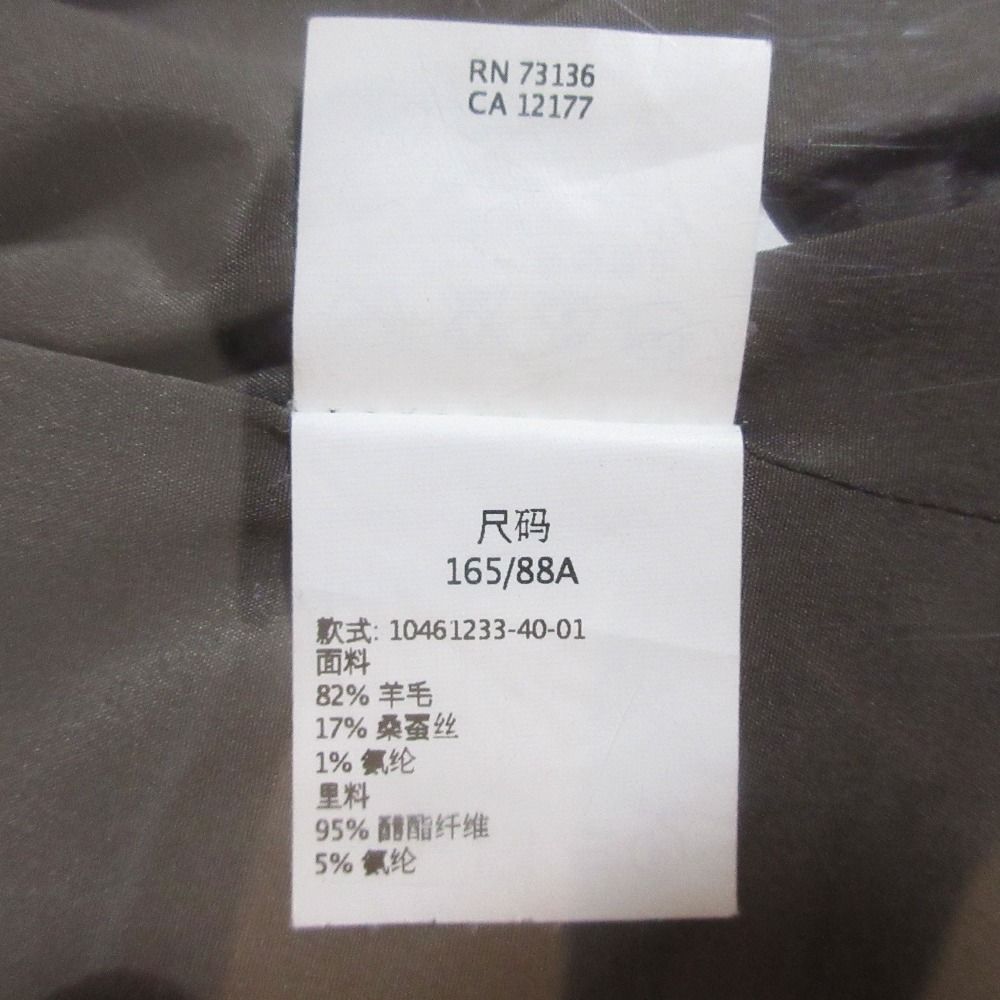 RN 73136
CA 12177
尺码
165/88A
款式: 10461233-40-01
面料
82% 羊毛
17% 桑蚕丝
1% 氨纶
里料
95% 醋酯纤维
5% 氨纶